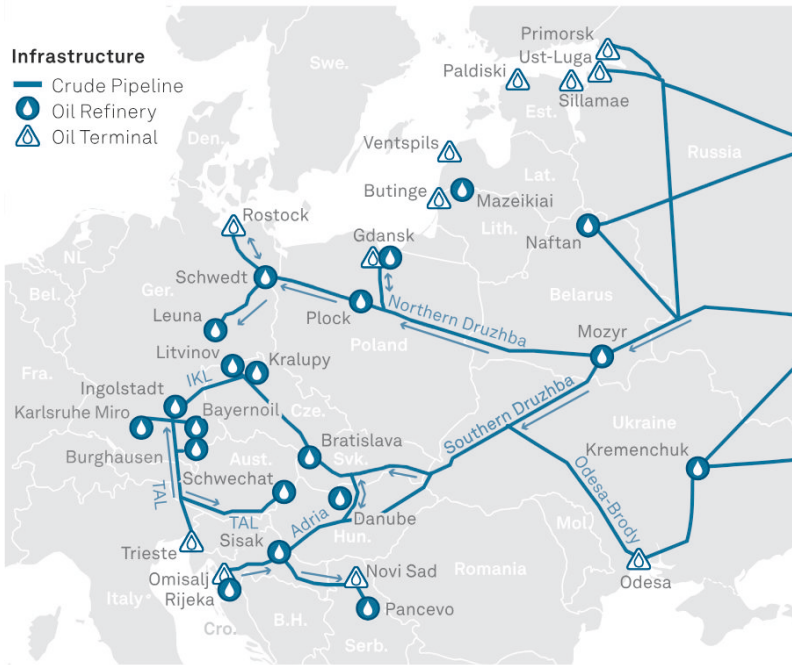 Infrastructure
Crude Pipeline
Oil Refinery
Oil Terminal
Swe.
Primorsk
Ust-Luga
Paldiski
Sillamae
Est.
Den.
Ventspils
Russia
Lat.
Butinge
Mazeikiai
Rostock
Lith.
Naftan
Gdansk
NL
Schwedt
Bel.
Ger.
Belarus
Leuna
Plock
Northern Druzhba
Mozyr
Poland
Litvinov
Kralupy
Fra.
IKL
Ingolstadt
Southern Druzhba
Karlsruhe Miro
Bayernoil
Cze.
Ukraine
Bratislava
Kremenchuk
Burghausen
Aust.
Svk.
Schwechat
Odesa-Brody
TAL
TAL
Adria
Danube
Mol.
Sisak
Hun.
Trieste
Omisalj
Novi Sad
Romania
Odesa
Rijeka
Italy*
Pancevo
B.H.
Cro.
Serb.